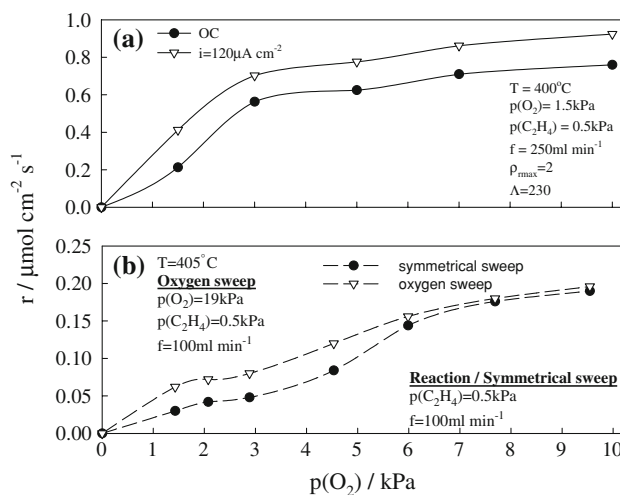 (a)
OC
i=120μA cm⁻²
1.0
0.8
0.6
0.4
0.2
0.0
T = 400°C
p(O₂) = 1.5kPa
p(C₂H₄) = 0.5kPa
f = 250ml min⁻¹
ρrmax=2
Λ=230
r / μmol cm⁻² s⁻¹
(b)
T=405°C
Oxygen sweep
p(O₂)=19kPa
p(C₂H₄)=0.5kPa
f=100ml min⁻¹
symmetrical sweep
oxygen sweep
0.25
0.20
0.15
0.10
0.05
0.00
Reaction / Symmetrical sweep
p(C₂H₄)=0.5kPa
f=100ml min⁻¹
0 1 2 3 4 5 6 7 8 9 10
p(O₂) / kPa